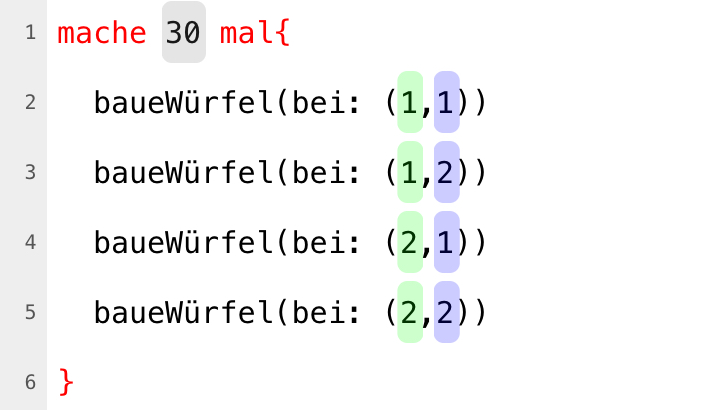 1 mache 30 mal{
2 baueWürfel(bei: (1,1))
3 baueWürfel(bei: (1,2))
4 baueWürfel(bei: (2,1))
5 baueWürfel(bei: (2,2))
6 }